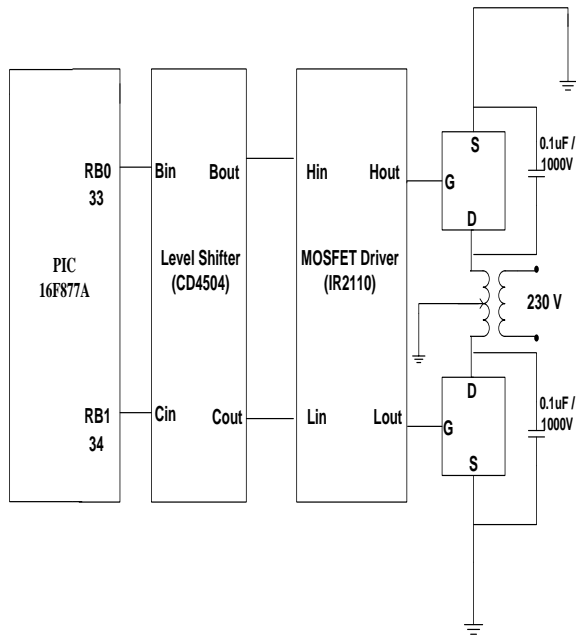 PIC
16F877A
RB0
33
RB1
34
Bin
Bout
Level Shifter
(CD4504)
Cin
Cout
Hin
Hout
MOSFET Driver
(IR2110)
Lin
Lout
S
G
D
0.1uF /
1000V
230 V
D
G
S
0.1uF /
1000V